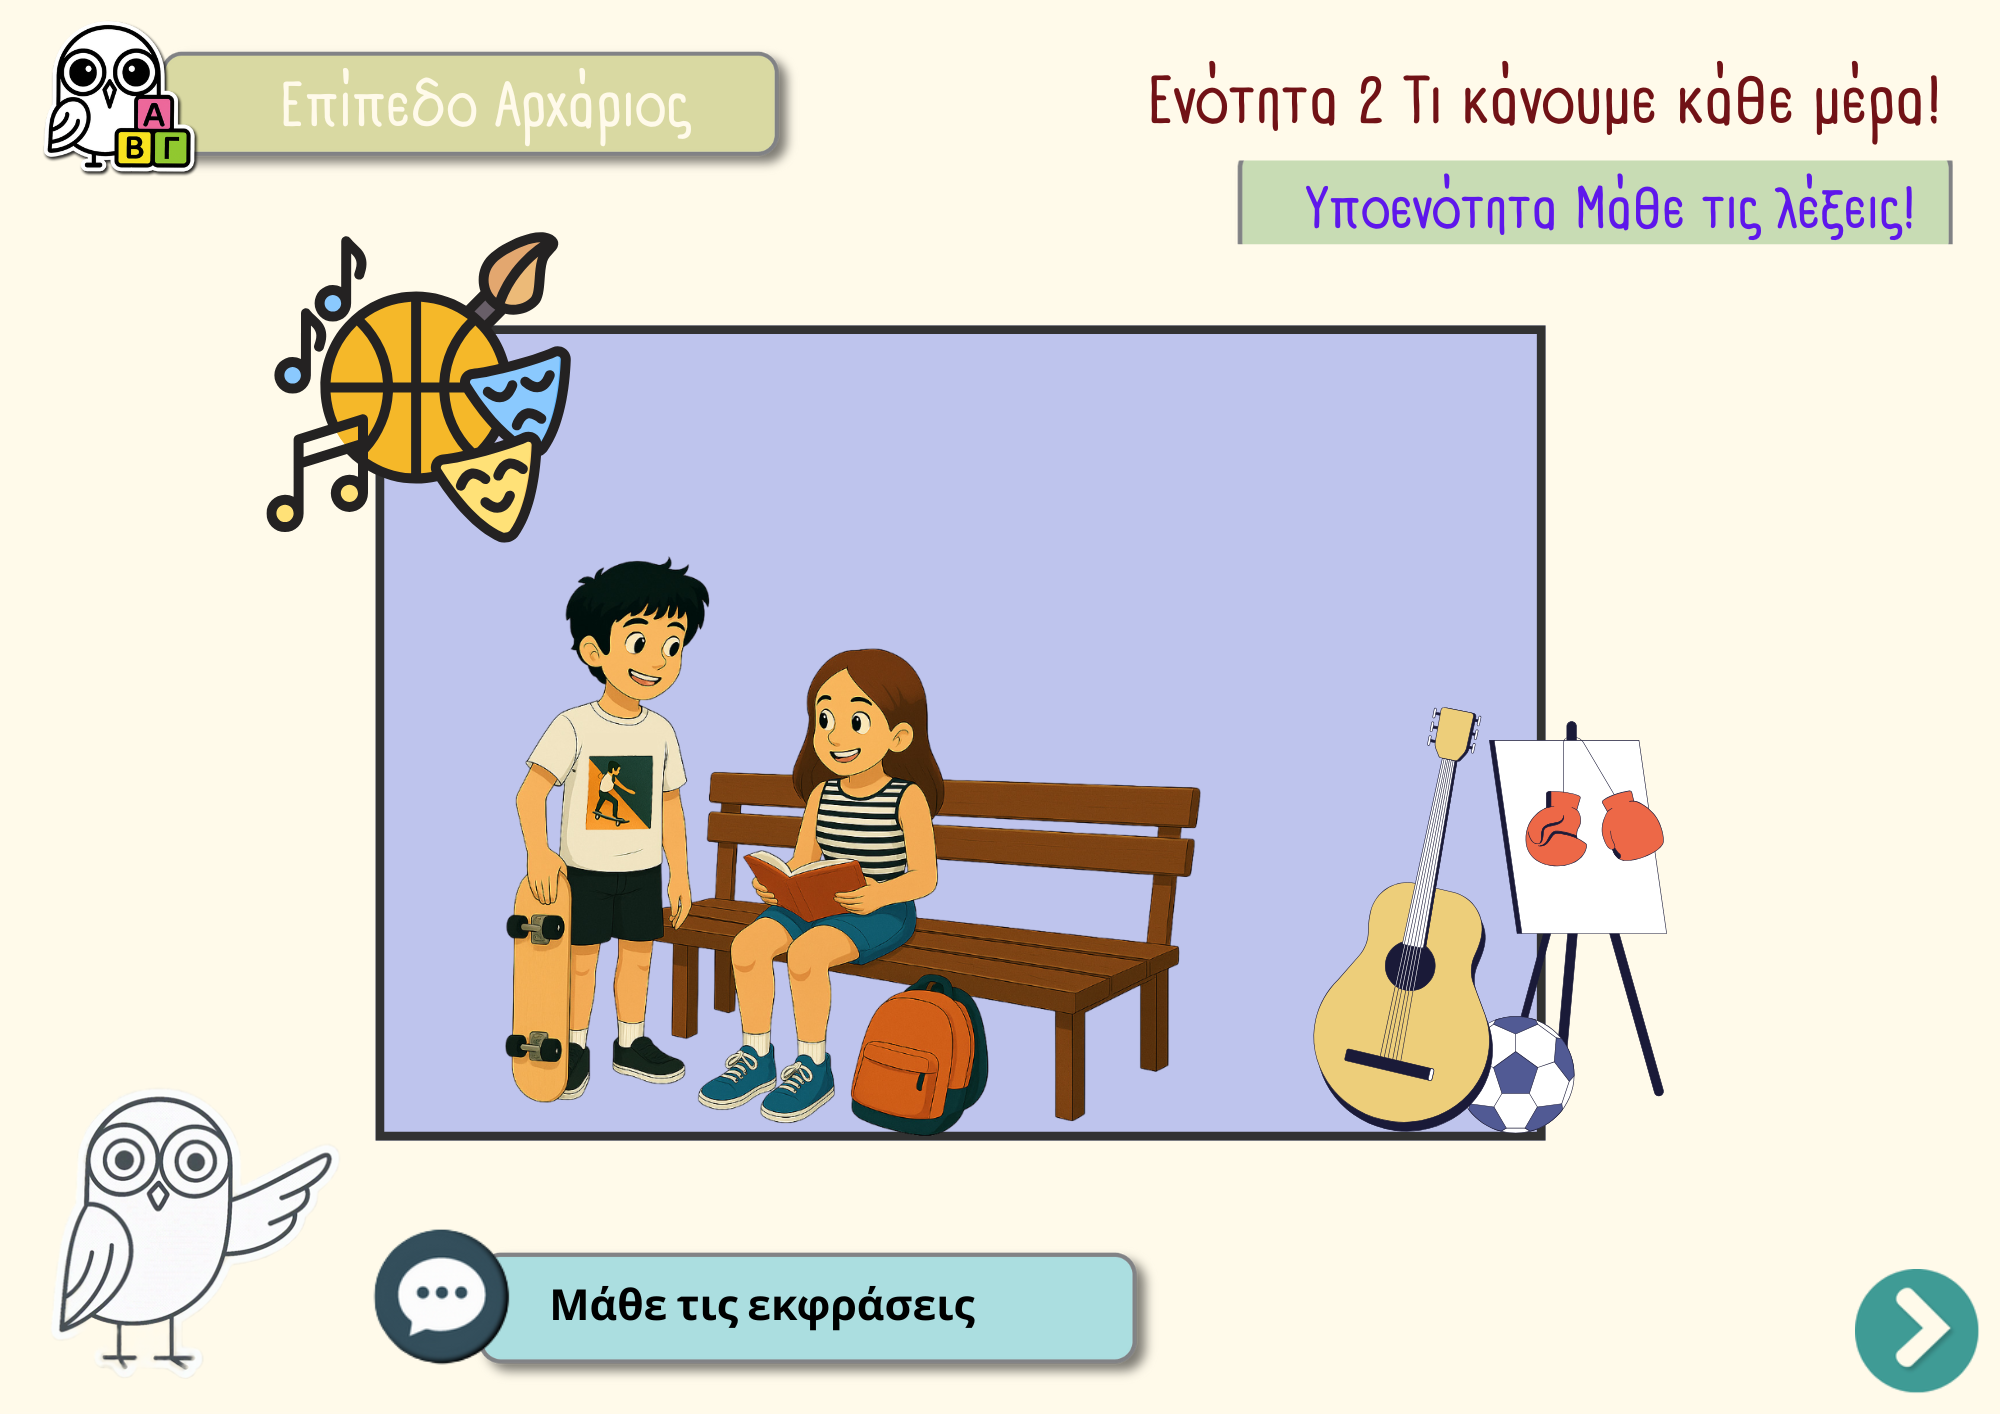 Επίπεδο Αρχάριος
Ενότητα 2 Τι κάνουμε κάθε μέρα!
Υποενότητα Μάθε τις λέξεις!
Α
Β Γ
Μάθε τις εκφράσεις